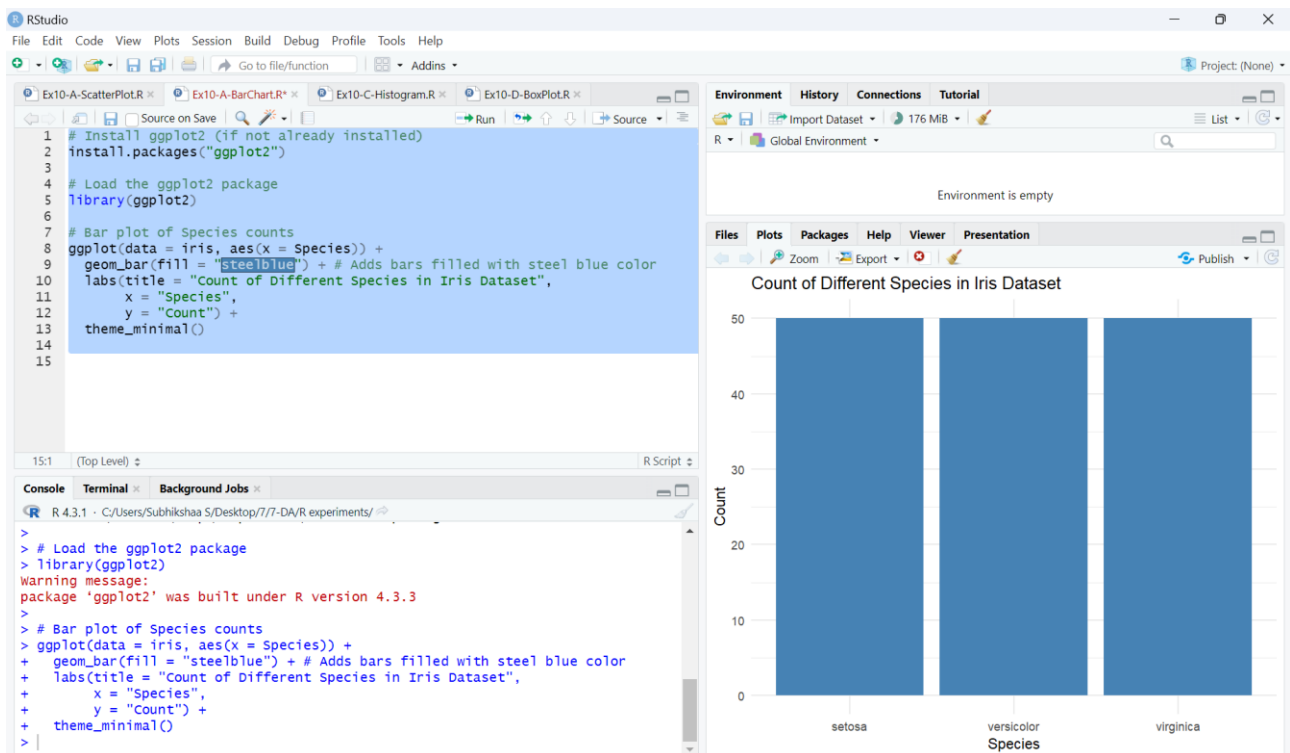 RStudio
File Edit Code View Plots Session Build Debug Profile Tools Help
Go to file/function
Addins
Project: (None)
Ex10-A-ScatterPlot.R
Ex10-A-BarChart.R*
Ex10-C-Histogram.R
Ex10-D-BoxPlot.R
Source on Save
Run
Source
1 # Install ggplot2 (if not already installed)
2 install.packages("ggplot2")
3
4 # Load the ggplot2 package
5 library(ggplot2)
6
7 # Bar plot of Species counts
8 ggplot(data = iris, aes(x = Species)) +
9   geom_bar(fill = "steelblue") + # Adds bars filled with steel blue color
10   labs(title = "Count of Different Species in Iris Dataset",
11        x = "Species",
12        y = "Count") +
13   theme_minimal()
14
15
15:1 (Top Level) R Script
Console Terminal Background Jobs
R 4.3.1 · C:/Users/Subhikshaa S/Desktop/7/7-DA/R experiments/
>
> # Load the ggplot2 package
> library(ggplot2)
Warning message:
package ‘ggplot2’ was built under R version 4.3.3
>
> # Bar plot of Species counts
> ggplot(data = iris, aes(x = Species)) +
+   geom_bar(fill = "steelblue") + # Adds bars filled with steel blue color
+   labs(title = "Count of Different Species in Iris Dataset",
+        x = "Species",
+        y = "Count") +
+   theme_minimal()
>
Environment History Connections Tutorial
Import Dataset 176 MiB List
R Global Environment
Environment is empty
Files Plots Packages Help Viewer Presentation
Zoom Export Publish
Count of Different Species in Iris Dataset
50
40
30
20
10
0
Count
setosa versicolor virginica
Species